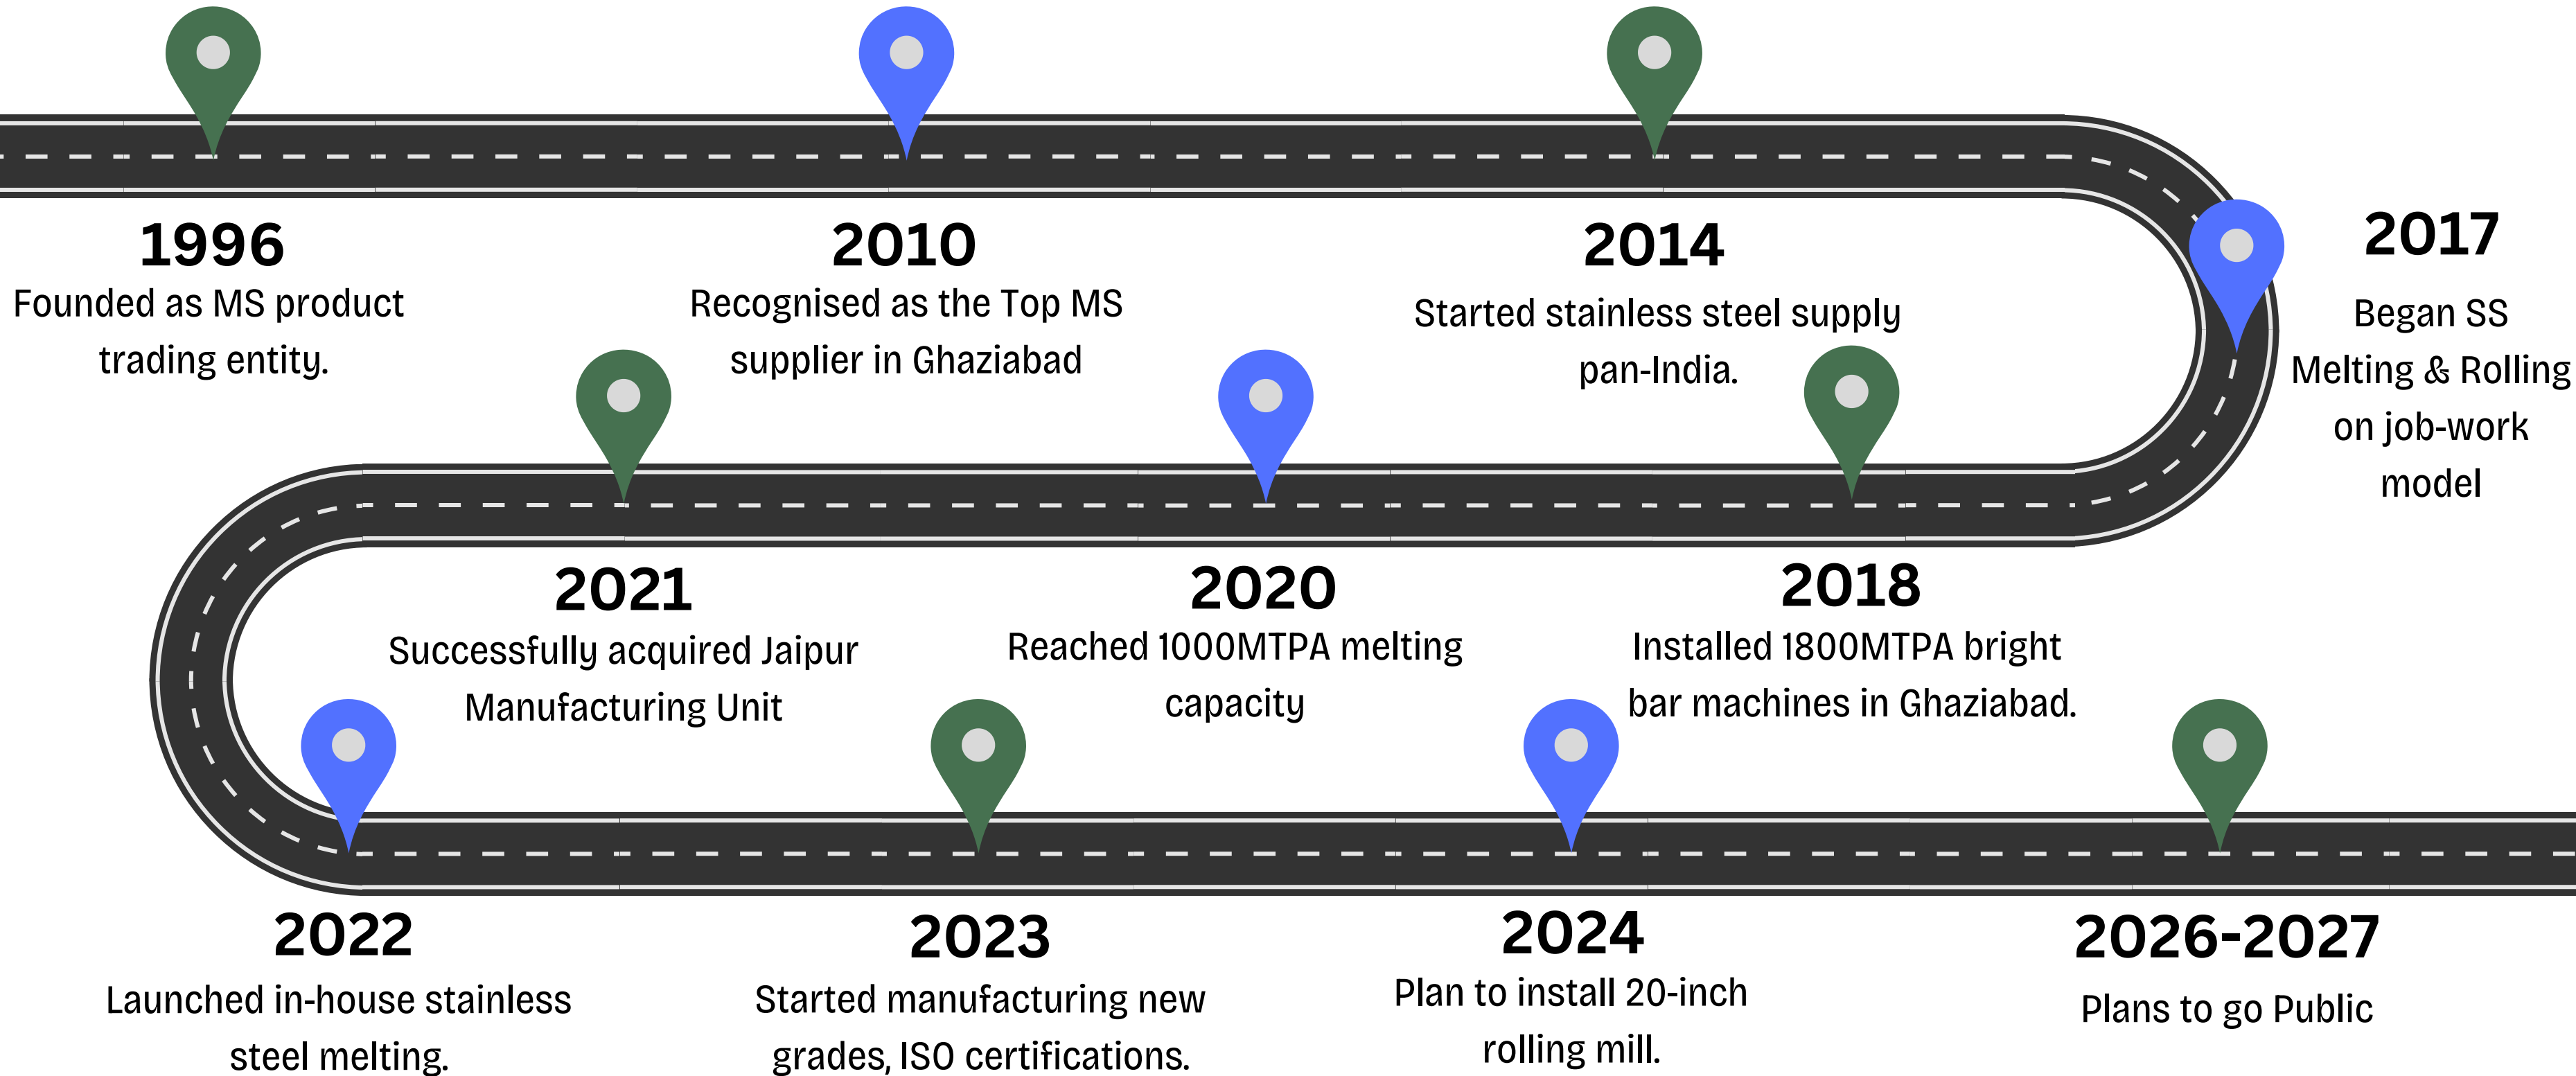 1996
Founded as MS product
trading entity.
2010
Recognised as the Top MS
supplier in Ghaziabad
2014
Started stainless steel supply
pan-India.
2017
Began SS
Melting & Rolling
on job-work
model
2021
Successfully acquired Jaipur
Manufacturing Unit
2020
Reached 1000MTPA melting
capacity
2018
Installed 1800MTPA bright
bar machines in Ghaziabad.
2022
Launched in-house stainless
steel melting.
2023
Started manufacturing new
grades, ISO certifications.
2024
Plan to install 20-inch
rolling mill.
2026-2027
Plans to go Public